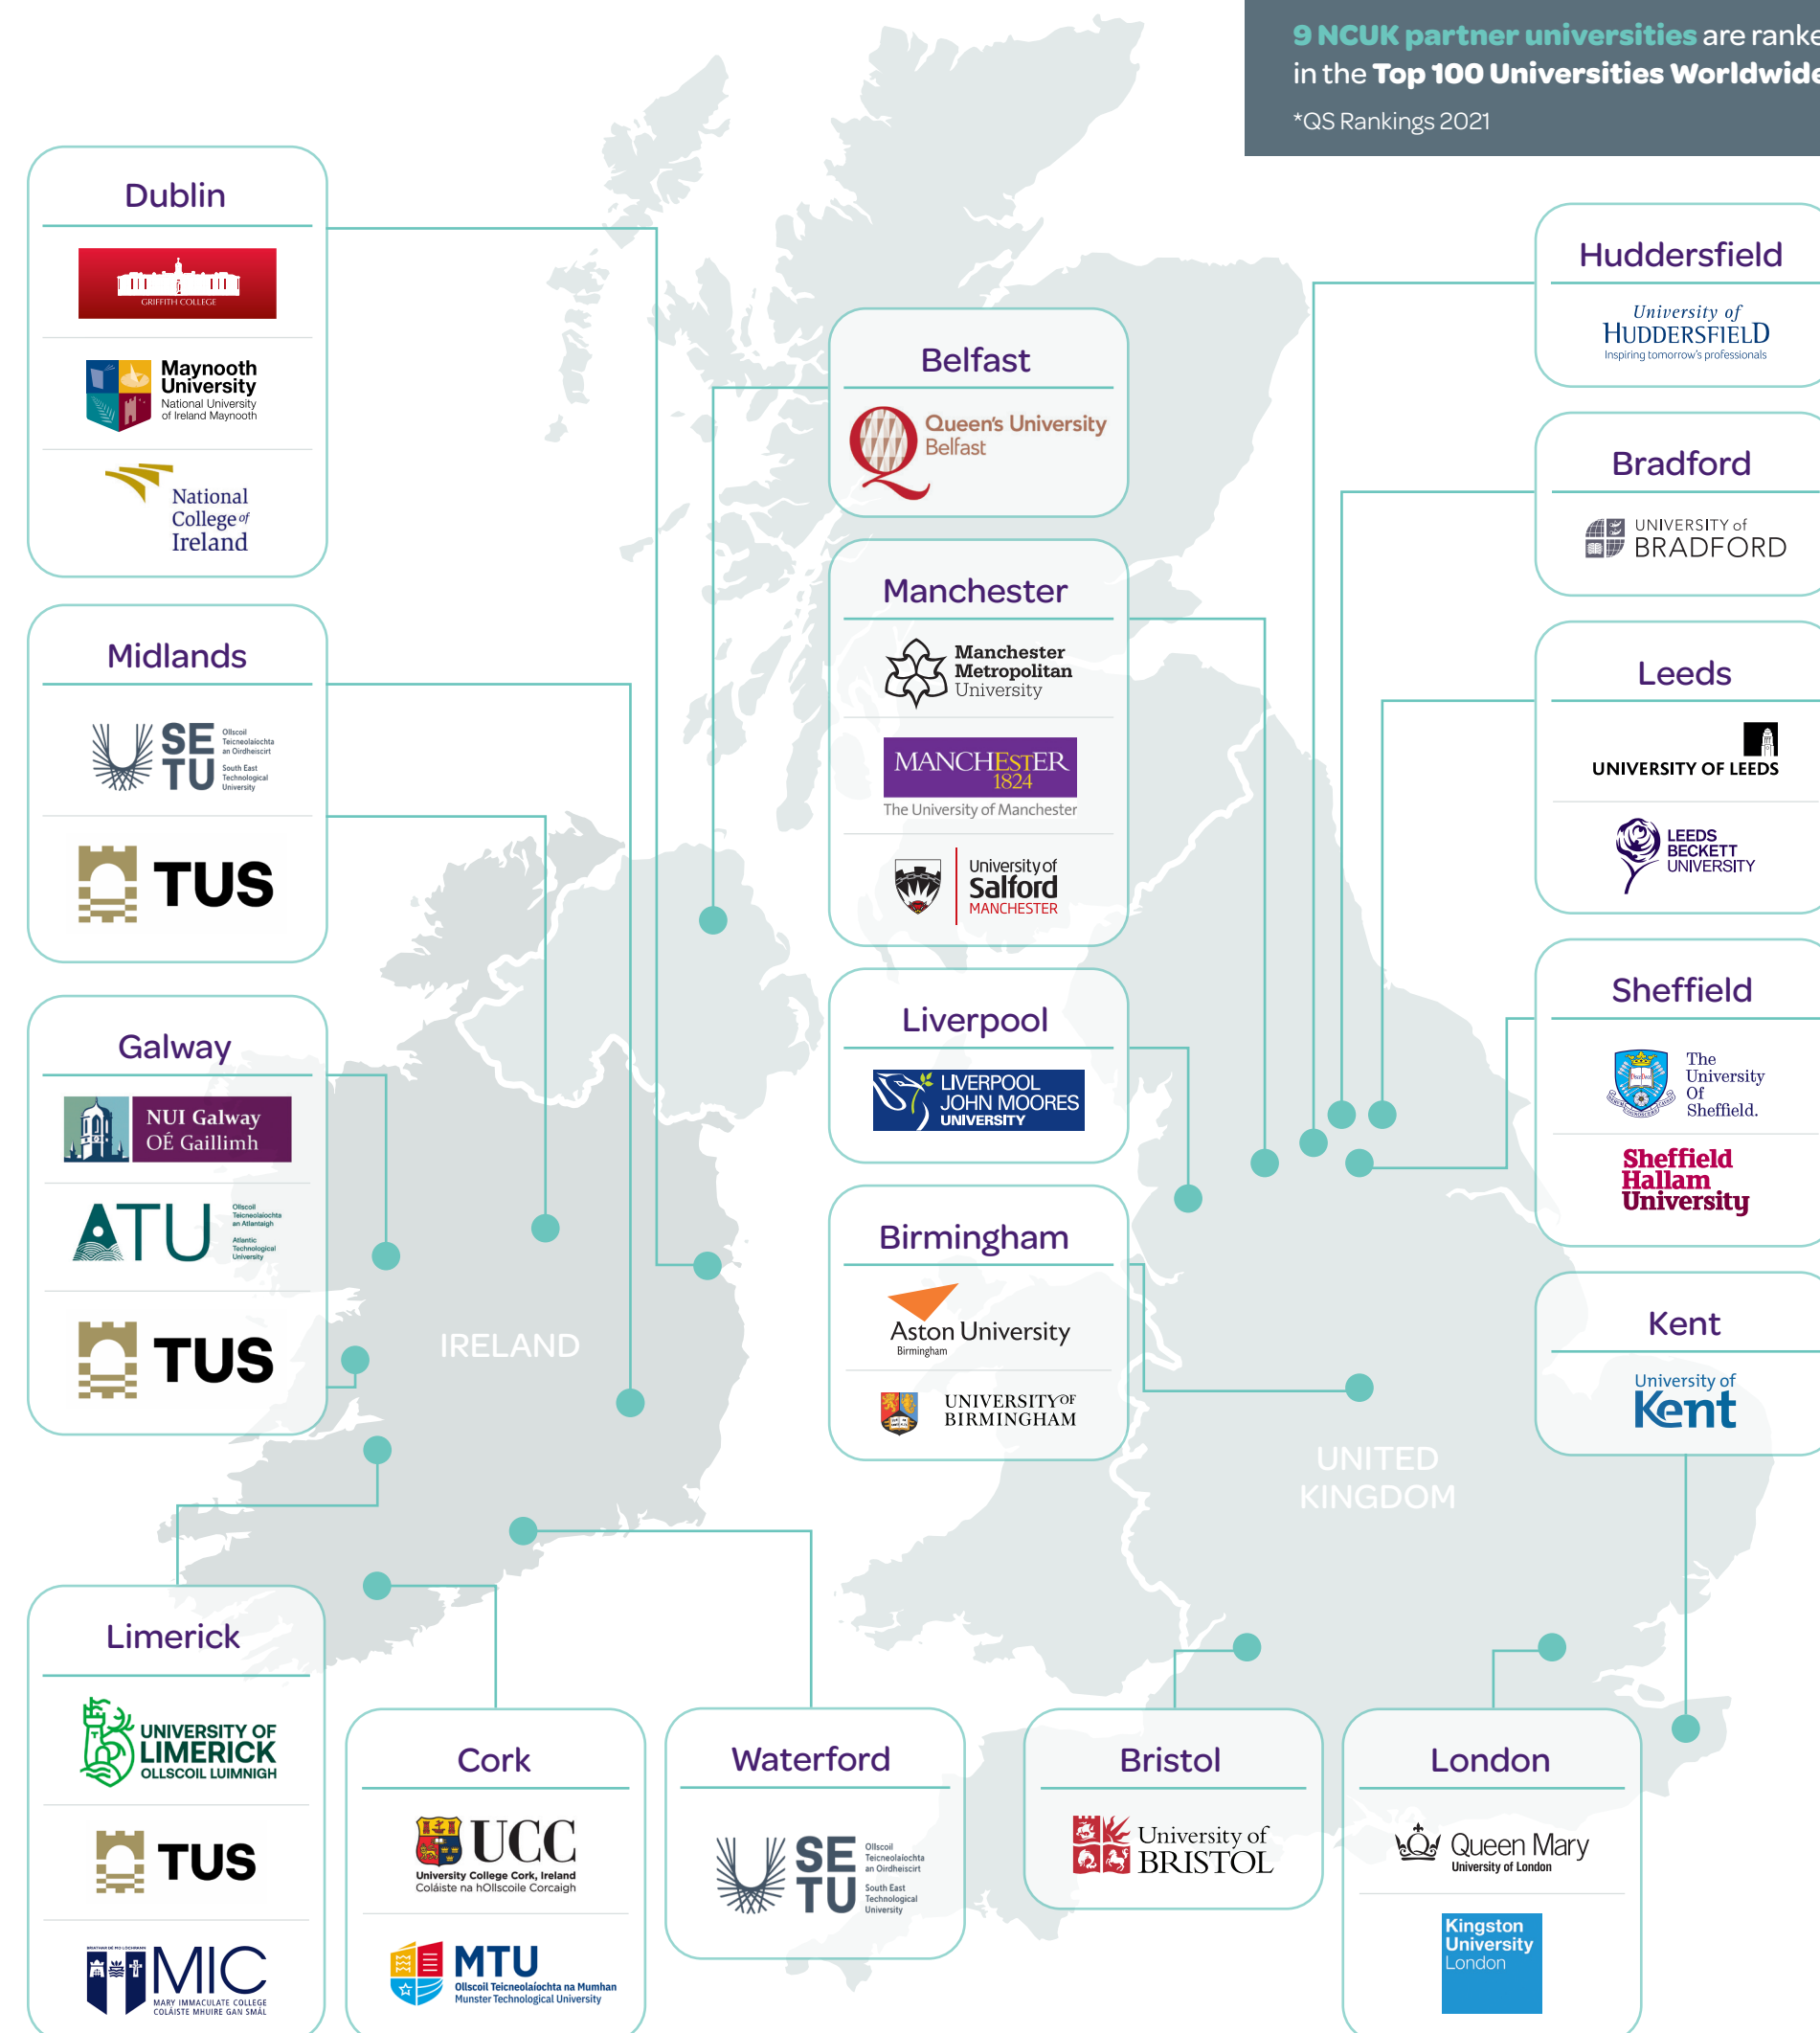 9 NCUK partner universities are ranke
in the Top 100 Universities Worldwide
*QS Rankings 2021
Dublin
GRIFFITH COLLEGE
Maynooth
University
National University
of Ireland Maynooth
National
College of
Ireland
Midlands
SE
TU
Ollscoil
Teicneolaíochta
an Oirdheiscirt
South East
Technological
University
TUS
Galway
NUI Galway
OÉ Gaillimh
ATU
Ollscoil
Teicneolaíochta
an Atlantaigh
Atlantic
Technological
University
TUS
Limerick
UNIVERSITY OF
LIMERICK
OLLSCOIL LUIMNIGH
TUS
MIC
MARY IMMACULATE COLLEGE
COLÁISTE MHUIRE GAN SMÁL
Cork
UCC
University College Cork, Ireland
Coláiste na hOllscoile Corcaigh
MTU
Ollscoil Teicneolaíochta na Mumhan
Munster Technological University
Waterford
SE
TU
Ollscoil
Teicneolaíochta
an Oirdheiscirt
South East
Technological
University
IRELAND
Belfast
Queen's University
Belfast
Manchester
Manchester
Metropolitan
University
MANCHESTER
1824
The University of Manchester
University of
Salford
MANCHESTER
Liverpool
LIVERPOOL
JOHN MOORES
UNIVERSITY
Birmingham
Aston University
Birmingham
UNIVERSITY OF
BIRMINGHAM
UNITED
KINGDOM
Bristol
University of
BRISTOL
London
Queen Mary
University of London
Kingston
University
London
Huddersfield
University of
HUDDERSFIELD
Inspiring tomorrow's professionals
Bradford
UNIVERSITY of
BRADFORD
Leeds
UNIVERSITY OF LEEDS
LEEDS
BECKETT
UNIVERSITY
Sheffield
The
University
Of
Sheffield.
Sheffield
Hallam
University
Kent
University of
Kent